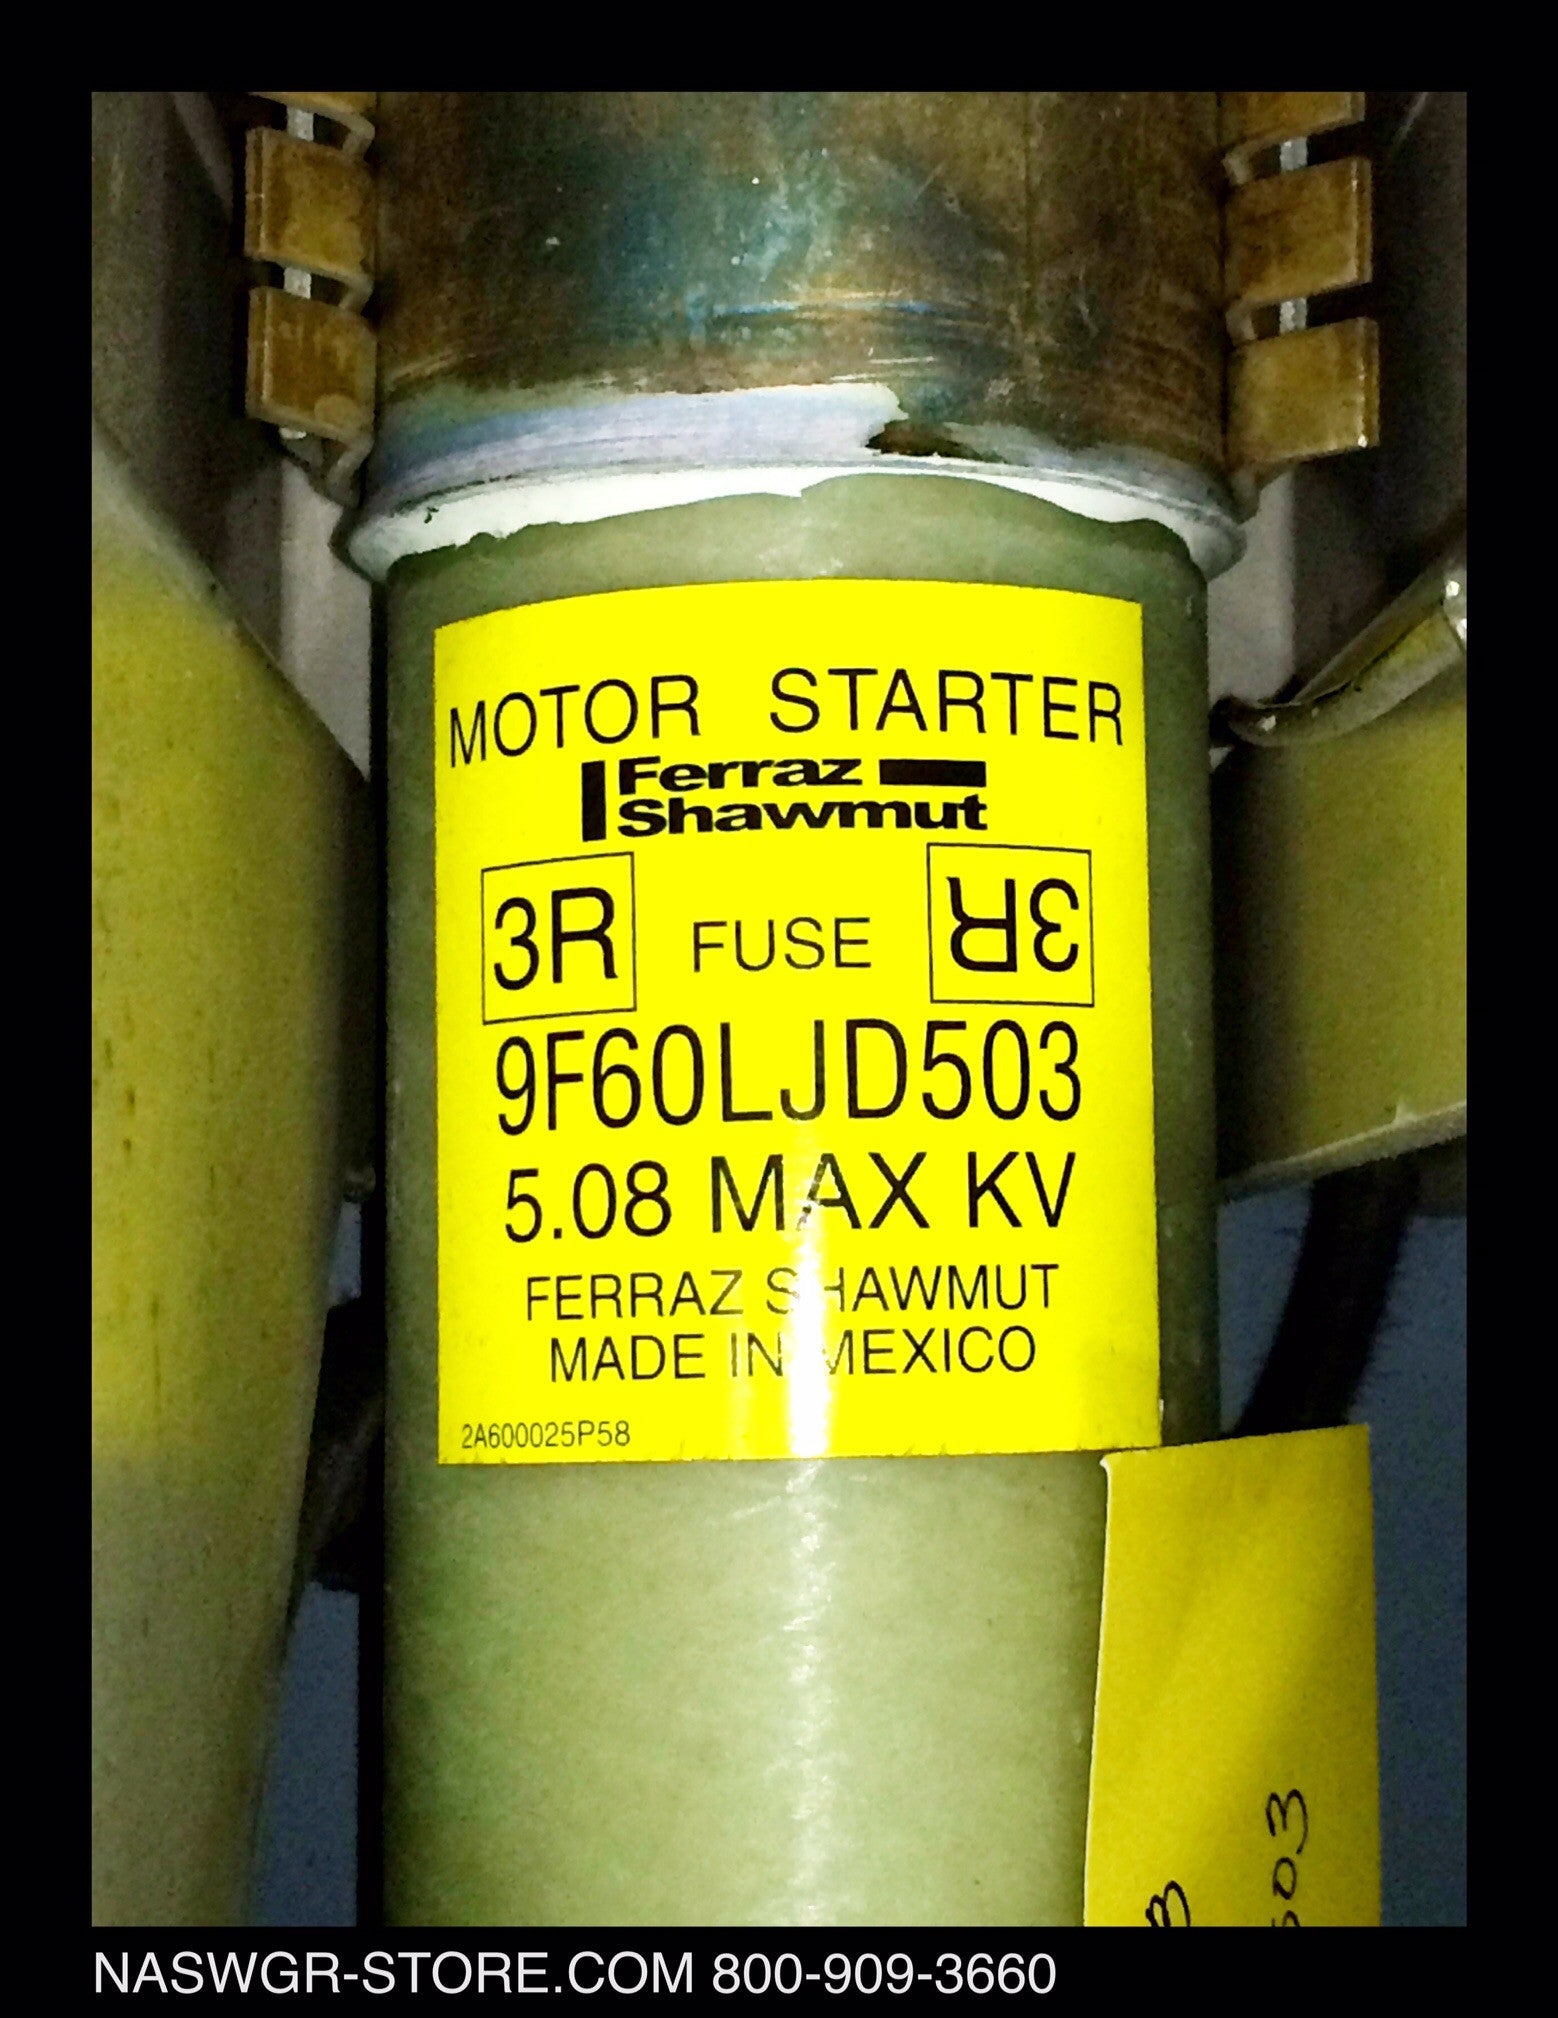 MOTOR STARTER
Ferraz
Shawmut
3R FUSE 3R
9F60LJD503
5.08 MAX KV
FERRAZ SHAWMUT
MADE IN MEXICO
2A600025P58
503
NASWGR-STORE.COM 800-909-3660